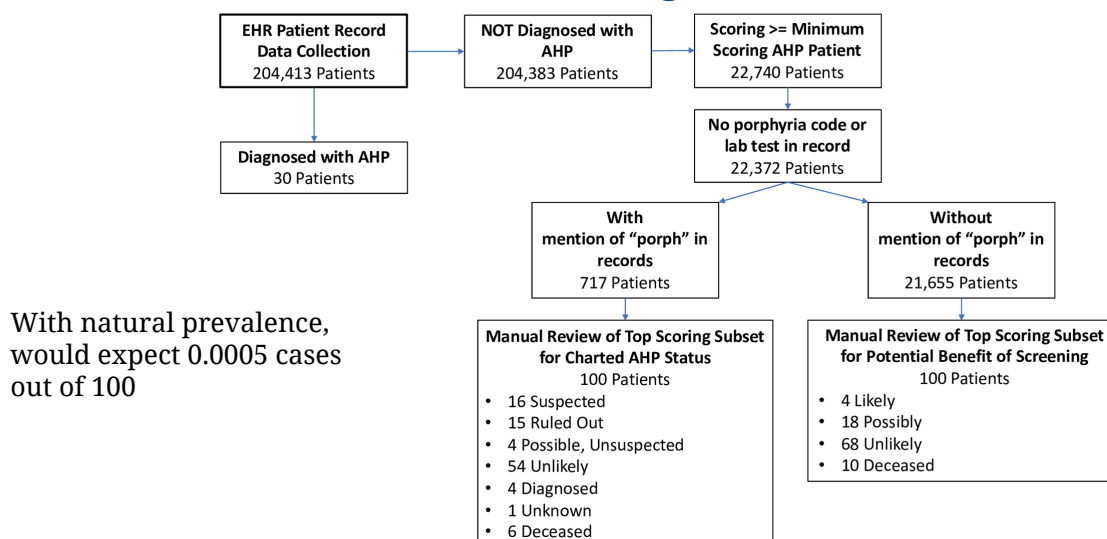 EHR Patient Record
Data Collection
204,413 Patients
NOT Diagnosed with
AHP
204,383 Patients
Scoring >= Minimum
Scoring AHP Patient
22,740 Patients
Diagnosed with AHP
30 Patients
No porphyria code or
lab test in record
22,372 Patients
With
mention of “porph” in
records
717 Patients
Without
mention of “porph” in
records
21,655 Patients
With natural prevalence,
would expect 0.0005 cases
out of 100
Manual Review of Top Scoring Subset
for Charted AHP Status
100 Patients
• 16 Suspected
• 15 Ruled Out
• 4 Possible, Unsuspected
• 54 Unlikely
• 4 Diagnosed
• 1 Unknown
• 6 Deceased
Manual Review of Top Scoring Subset
for Potential Benefit of Screening
100 Patients
• 4 Likely
• 18 Possibly
• 68 Unlikely
• 10 Deceased